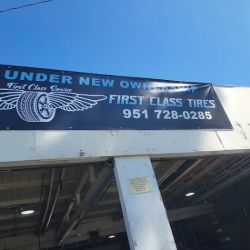 UNDER NEW OWNERSHIP
First Class Service
FIRST CLASS TIRES
951 728-0285